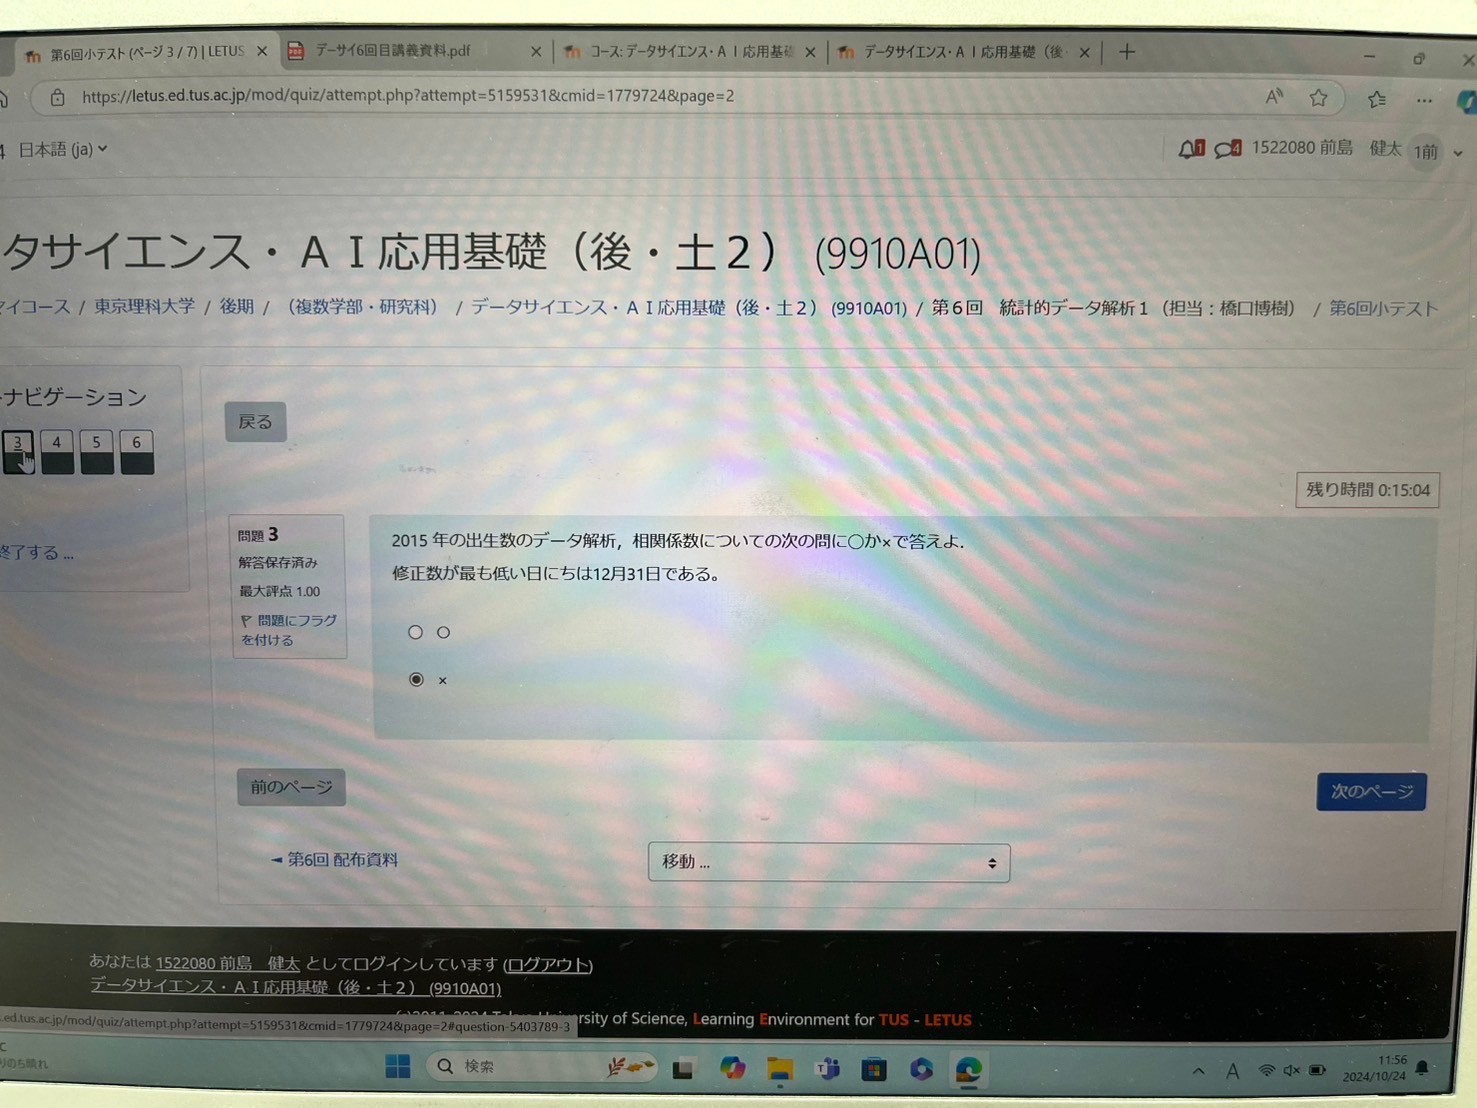 第6回小テスト (ページ 3 / 7) | LETUS
データサイ6回目講義資料.pdf
コース: データサイエンス・ＡＩ応用基礎
データサイエンス・ＡＩ応用基礎（後
https://letus.ed.tus.ac.jp/mod/quiz/attempt.php?attempt=5159531&cmid=1779724&page=2
日本語 (ja)
1
4
1522080 前島 健太
1前
タサイエンス・ＡＩ応用基礎（後・土２） (9910A01)
マイコース / 東京理科大学 / 後期 / （複数学部・研究科） / データサイエンス・ＡＩ応用基礎（後・土２） (9910A01) / 第６回 統計的データ解析１（担当：橋口博樹） / 第6回小テスト
ナビゲーション
3 4 5 6
終了する ...
戻る
残り時間 0:15:04
問題 3
解答保存済み
最大評点 1.00
問題にフラグ
を付ける
2015 年の出生数のデータ解析，相関係数についての次の問に○か×で答えよ．
修正数が最も低い日にちは12月31日である。
○
×
前のページ
次のページ
◄ 第6回 配布資料
移動 ...
あなたは 1522080 前島 健太 としてログインしています (ログアウト)
データサイエンス・ＡＩ応用基礎（後・土２） (9910A01)
University of Science, Learning Environment for TUS - LETUS
.ed.tus.ac.jp/mod/quiz/attempt.php?attempt=5159531&cmid=1779724&page=2#question-5403789-3
のち晴れ
検索
A
11:56
2024/10/24